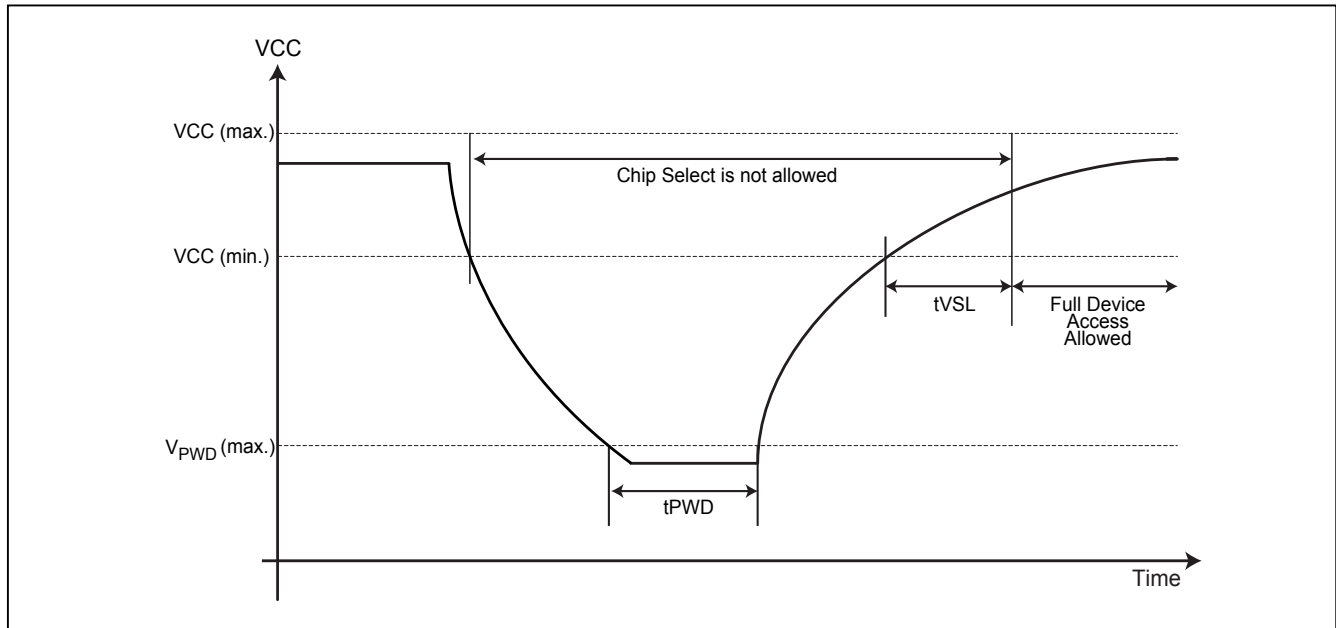 VCC
VCC (max.)
Chip Select is not allowed
VCC (min.)
tVSL
Full Device
Access
Allowed
VPWD (max.)
tPWD
Time